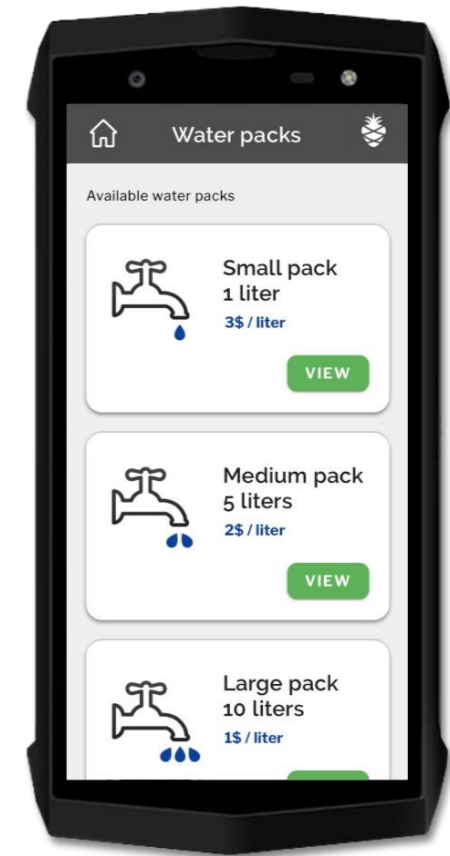 Water packs
Available water packs
Small pack
1 liter
3$ / liter
VIEW
Medium pack
5 liters
2$ / liter
VIEW
Large pack
10 liters
1$ / liter